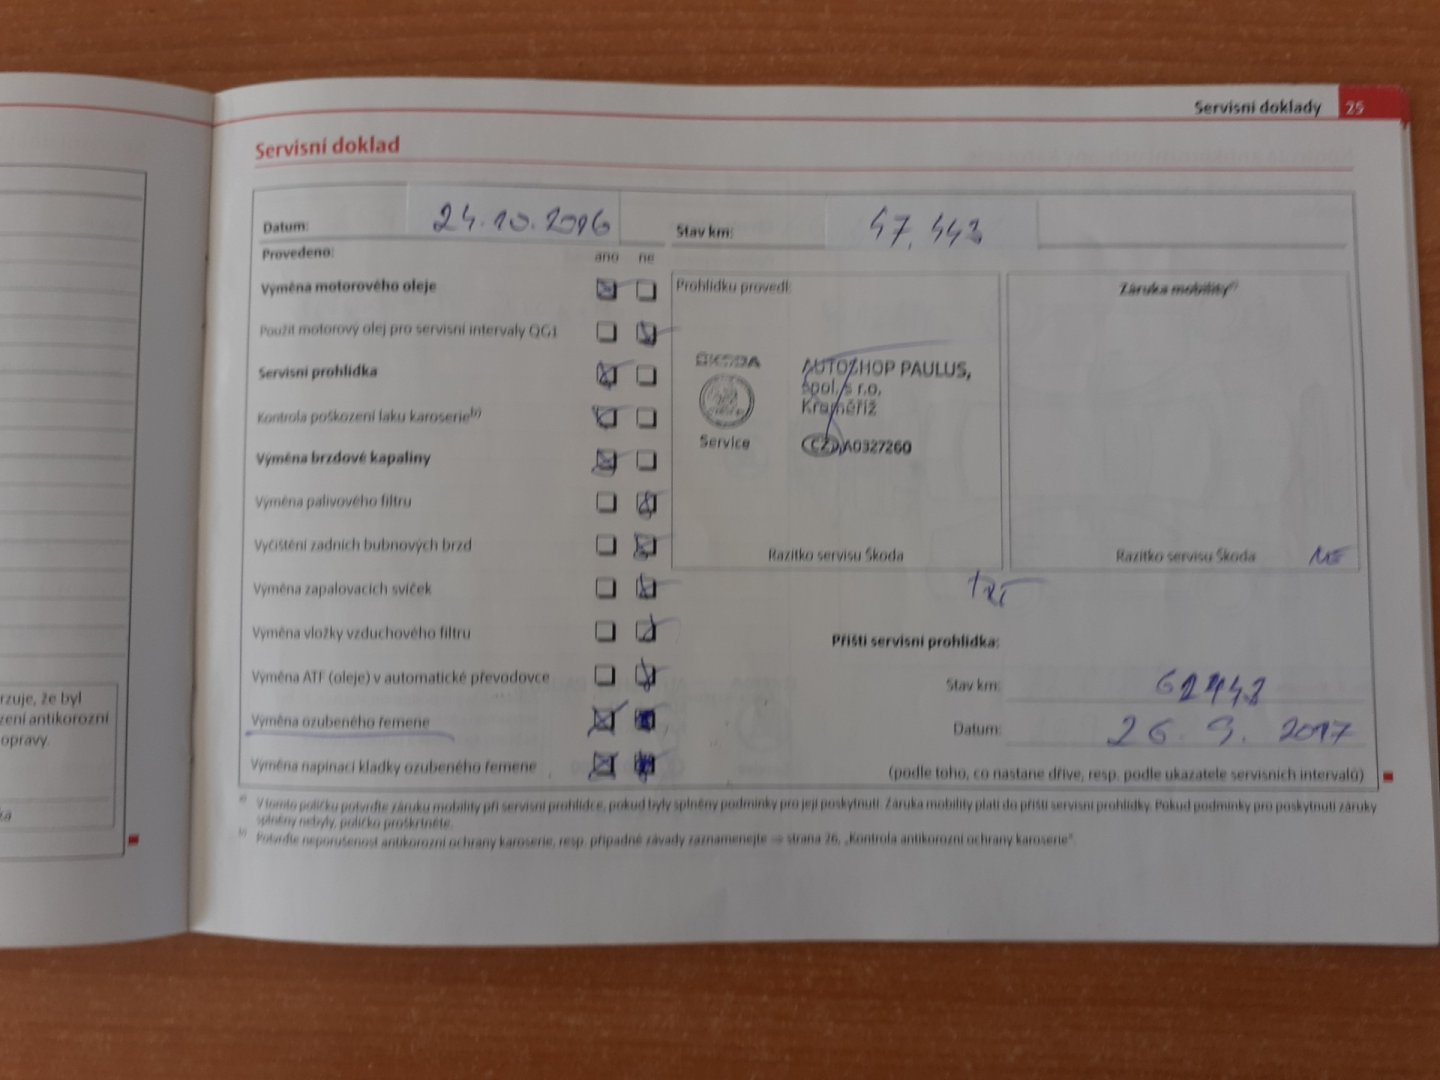 Servisní doklady 25
Servisní doklad
Datum: 24.10.2016 Stav km: 47.443
Provedeno: ano ne
Výměna motorového oleje
Použit motorový olej pro servisní intervaly QG1
Servisní prohlídka
Kontrola poškození laku karoserie b)
Výměna brzdové kapaliny
Výměna palivového filtru
Vyčištění zadních bubnových brzd
Výměna zapalovacích svíček
Výměna vložky vzduchového filtru
Výměna ATF (oleje) v automatické převodovce
Výměna ozubeného řemene
Výměna napínací kladky ozubeného řemene
Prohlídku provedl:
ŠKODA
Service
AUTOSHOP PAULUS,
spol. s r.o.
Kroměříž
CZ A0327260
Razítko servisu Škoda
Záruka mobility a)
Razítko servisu Škoda NE
Příští servisní prohlídka:
Stav km: 62443
Datum: 26. 9. 2017
(podle toho, co nastane dříve, resp. podle ukazatele servisních intervalů)
a) V tomto políčku potvrďte záruku mobility při servisní prohlídce, pokud byly splněny podmínky pro její poskytnutí. Záruka mobility platí do příští servisní prohlídky. Pokud podmínky pro poskytnutí záruky
splněny nebyly, políčko proškrtněte.
b) Potvrďte neporušenost antikorozní ochrany karoserie, resp. případné závady zaznamenejte ⇒ strana 26, „Kontrola antikorozní ochrany karoserie“.
rzuje, že byl
zení antikorozní
opravy.
ka